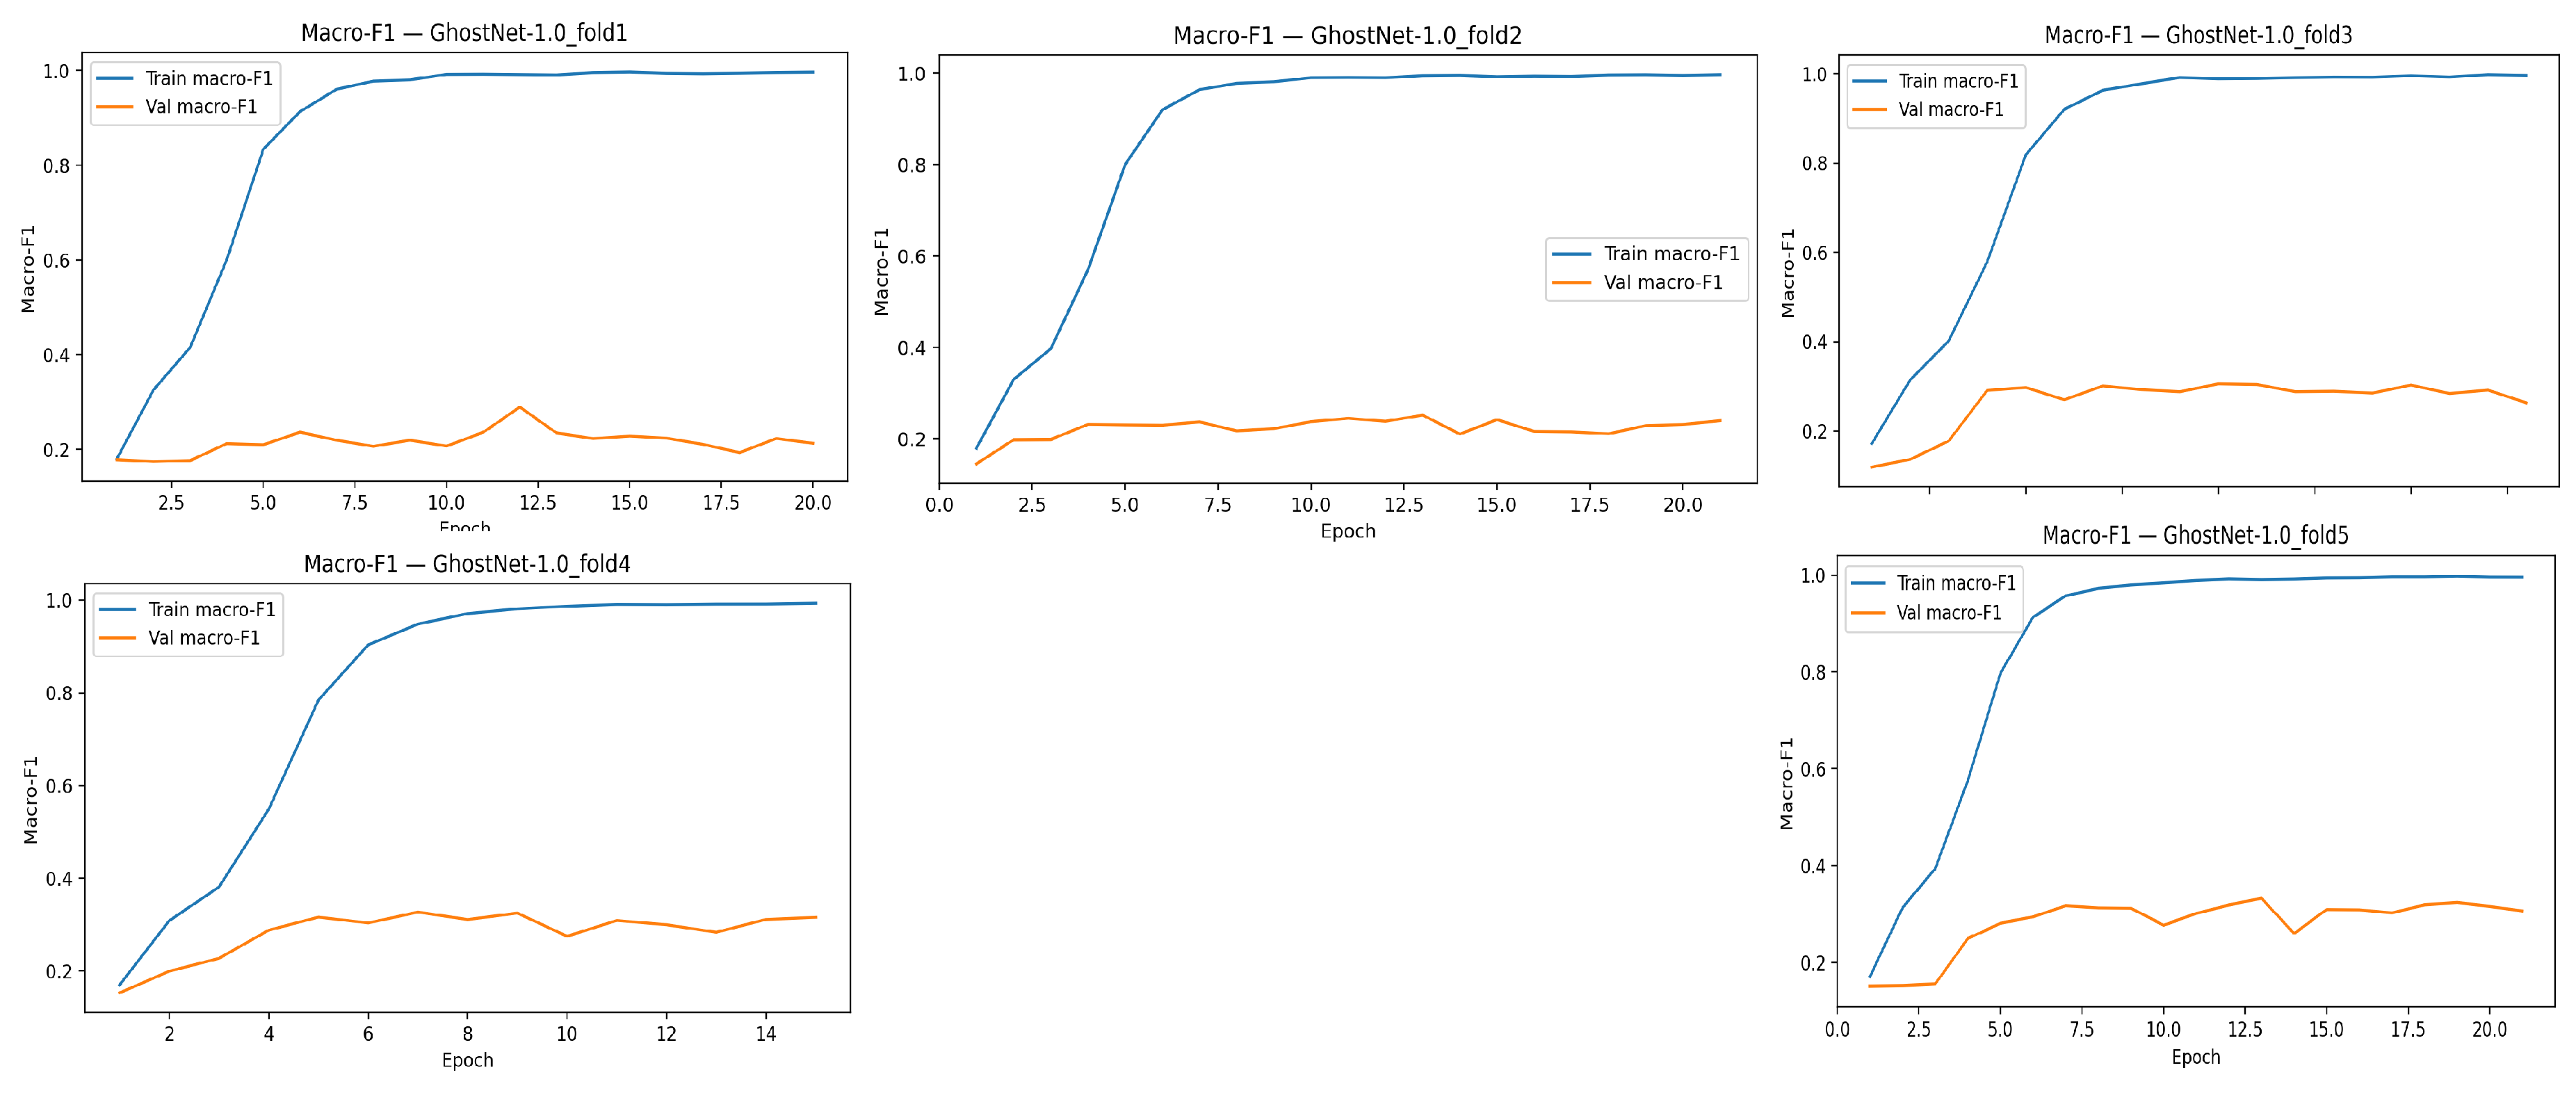 Macro-F1 — GhostNet-1.0_fold1
Train macro-F1
Val macro-F1
Macro-F1
1.0
0.8
0.6
0.4
0.2
2.5 5.0 7.5 10.0 12.5 15.0 17.5 20.0
Epoch
Macro-F1 — GhostNet-1.0_fold2
Train macro-F1
Val macro-F1
Macro-F1
1.0
0.8
0.6
0.4
0.2
0.0 2.5 5.0 7.5 10.0 12.5 15.0 17.5 20.0
Epoch
Macro-F1 — GhostNet-1.0_fold3
Train macro-F1
Val macro-F1
Macro-F1
1.0
0.8
0.6
0.4
0.2
Macro-F1 — GhostNet-1.0_fold4
Train macro-F1
Val macro-F1
Macro-F1
1.0
0.8
0.6
0.4
0.2
2 4 6 8 10 12 14
Epoch
Macro-F1 — GhostNet-1.0_fold5
Train macro-F1
Val macro-F1
Macro-F1
1.0
0.8
0.6
0.4
0.2
0.0 2.5 5.0 7.5 10.0 12.5 15.0 17.5 20.0
Epoch